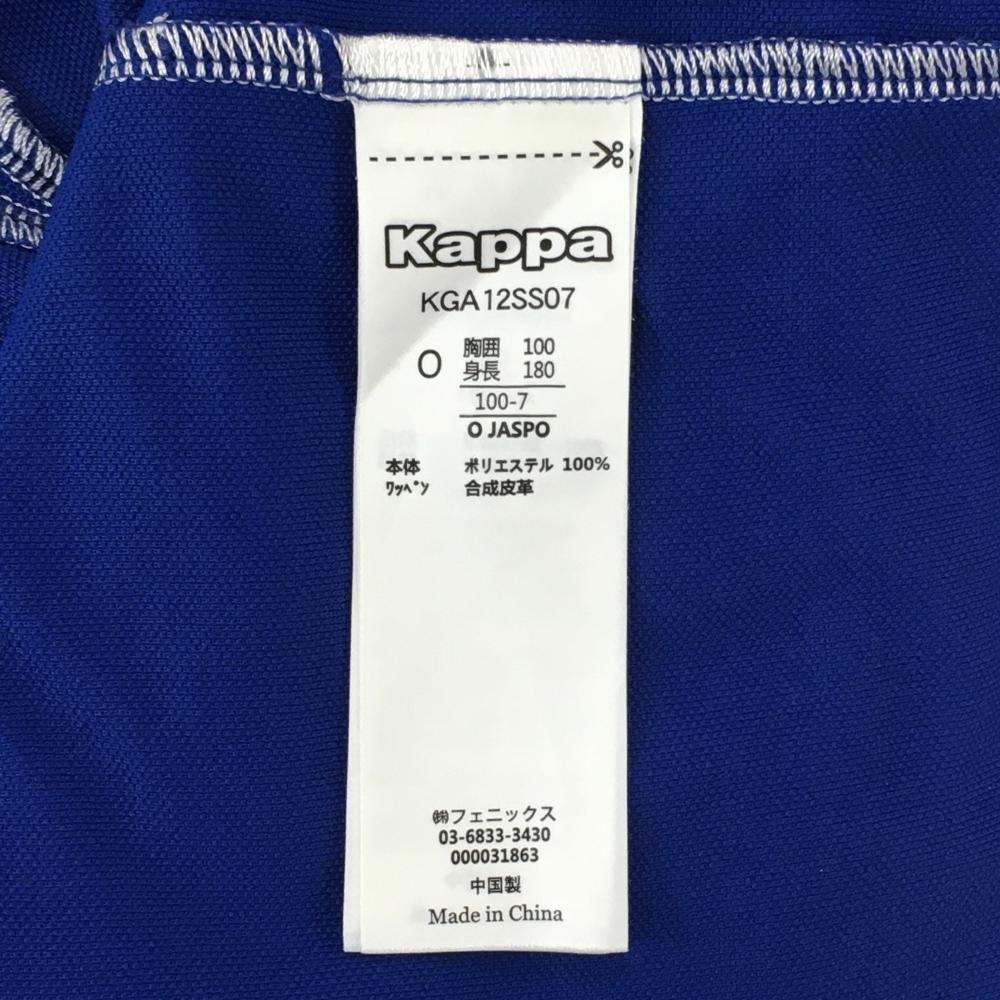 Kappa
KGA12SS07
O
胸囲 100
身長 180
100-7
O JASPO
本体 ポリエステル 100%
ﾜｯﾍﾟﾝ 合成皮革
㈱フェニックス
03-6833-3430
000031863
中国製
Made in China